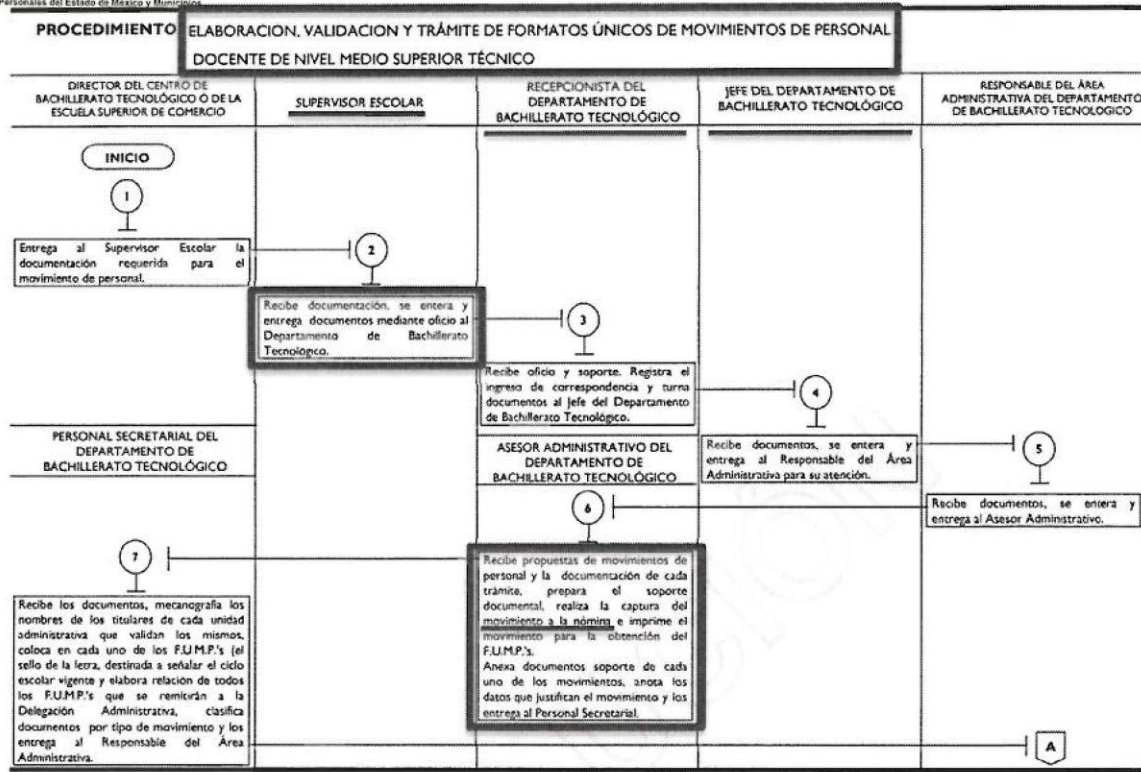 Personales del Estado de México y Municipios
PROCEDIMIENTO
ELABORACION, VALIDACION Y TRÁMITE DE FORMATOS ÚNICOS DE MOVIMIENTOS DE PERSONAL
DOCENTE DE NIVEL MEDIO SUPERIOR TÉCNICO
DIRECTOR DEL CENTRO DE
BACHILLERATO TECNOLÓGICO O DE LA
ESCUELA SUPERIOR DE COMERCIO
SUPERVISOR ESCOLAR
RECEPCIONISTA DEL
DEPARTAMENTO DE
BACHILLERATO TECNOLÓGICO
JEFE DEL DEPARTAMENTO DE
BACHILLERATO TECNOLÓGICO
RESPONSABLE DEL ÁREA
ADMINISTRATIVA DEL DEPARTAMENTO
DE BACHILLERATO TECNOLOGICO
INICIO
1
Entrega al Supervisor Escolar la
documentación requerida para el
movimiento de personal.
2
Recibe documentación, se entera y
entrega documentos mediante oficio al
Departamento de Bachillerato
Tecnológico.
3
Recibe oficio y soporte. Registra el
ingreso de correspondencia y turna
documentos al Jefe del Departamento
de Bachillerato Tecnológico.
4
Recibe documentos, se entera y
entrega al Responsable del Área
Administrativa para su atención.
5
Recibe documentos, se entera y
entrega al Asesor Administrativo.
PERSONAL SECRETARIAL DEL
DEPARTAMENTO DE
BACHILLERATO TECNOLÓGICO
ASESOR ADMINISTRATIVO DEL
DEPARTAMENTO DE
BACHILLERATO TECNOLÓGICO
6
Recibe propuestas de movimientos de
personal y la documentación de cada
trámite, prepara el soporte
documental, realiza la captura del
movimiento a la nómina e imprime el
movimiento para la obtención del
F.U.M.P.'s.
Anexa documentos soporte de cada
uno de los movimientos, anota los
datos que justifican el movimiento y los
entrega al Personal Secretarial.
7
Recibe los documentos, mecanografía los
nombres de los titulares de cada unidad
administrativa que validan los mismos,
coloca en cada uno de los F.U.M.P.'s (el
sello de la letra, destinada a señalar el ciclo
escolar vigente y elabora relación de todos
los F.U.M.P.'s que se remitirán a la
Delegación Administrativa, clasifica
documentos por tipo de movimiento y los
entrega al Responsable del Área
Administrativa.
A